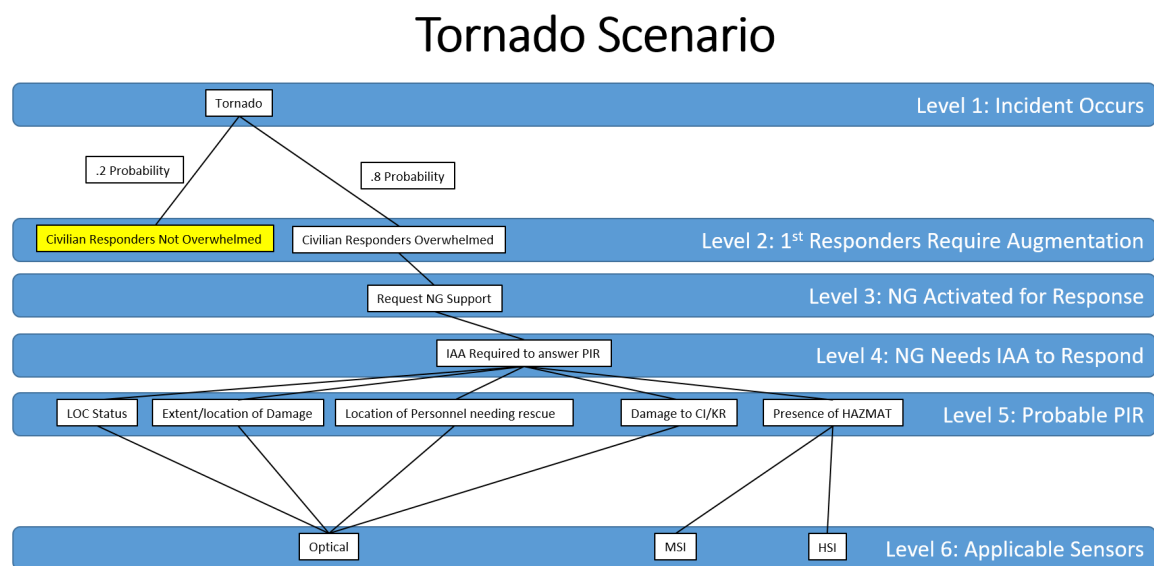 Tornado Scenario
Tornado
Level 1: Incident Occurs
.2 Probability
.8 Probability
Civilian Responders Not Overwhelmed
Civilian Responders Overwhelmed
Level 2: 1st Responders Require Augmentation
Request NG Support
Level 3: NG Activated for Response
IAA Required to answer PIR
Level 4: NG Needs IAA to Respond
LOC Status
Extent/location of Damage
Location of Personnel needing rescue
Damage to CI/KR
Presence of HAZMAT
Level 5: Probable PIR
Optical
MSI
HSI
Level 6: Applicable Sensors